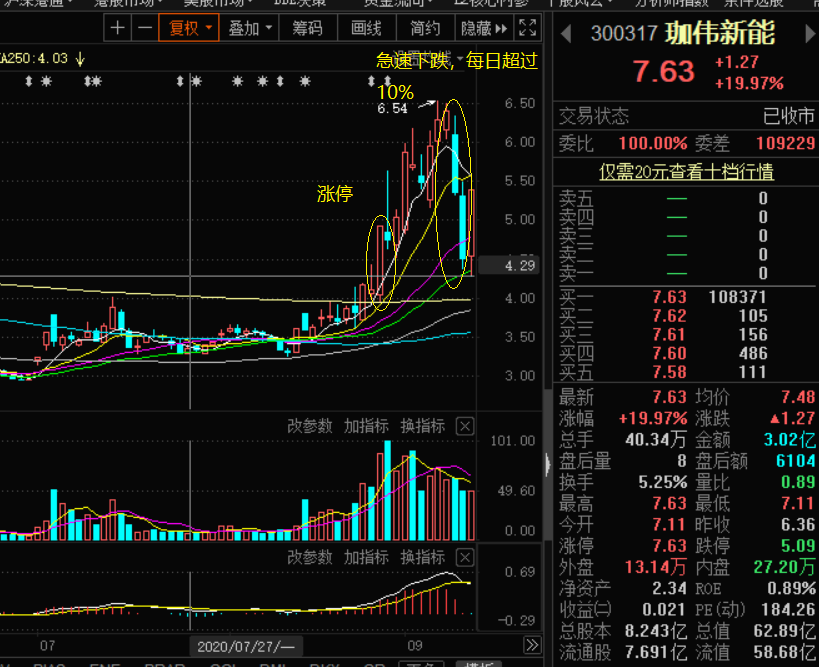 复权 叠加 筹码 画线 简约 隐藏
A250:4.03
急速下跌，每日超过
10%
6.54
涨停
6.50
6.00
5.50
5.00
4.29
4.00
3.50
3.00
改参数 加指标 换指标
101.00
49.60
0.00
改参数 加指标 换指标
0.69
-0.29
07 2020/07/27/一 09
300317 珈伟新能
7.63 +1.27
+19.97%
交易状态 已收市
委比 100.00% 委差 109229
仅需20元查看十档行情
卖五 — 0
卖四 — 0
卖三 — 0
卖二 — 0
卖一 — 0
买一 7.63 108371
买二 7.62 105
买三 7.61 156
买四 7.60 486
买五 7.58 111
最新 7.63 均价 7.48
涨幅 +19.97% 涨跌 ▲1.27
总手 40.34万 金额 3.02亿
盘后量 8 盘后额 6104
换手 5.25% 量比 0.89
最高 7.63 最低 7.11
今开 7.11 昨收 6.36
涨停 7.63 跌停 5.09
外盘 13.14万 内盘 27.20万
净资产 2.34 ROE 0.89%
收益㈡ 0.021 PE(动) 184.26
总股本 8.243亿 总值 62.89亿
流通股 7.691亿 流值 58.68亿